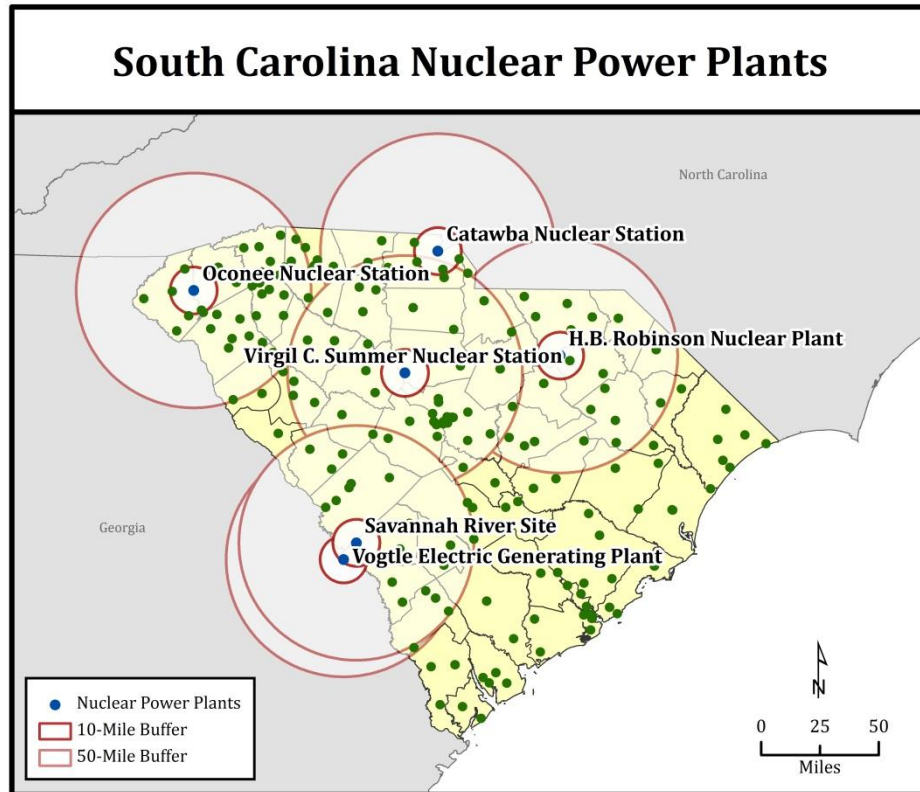 South Carolina Nuclear Power Plants
North Carolina
Catawba Nuclear Station
Oconee Nuclear Station
H.B. Robinson Nuclear Plant
Virgil C. Summer Nuclear Station
Georgia
Savannah River Site
Vogtle Electric Generating Plant
Nuclear Power Plants
10-Mile Buffer
50-Mile Buffer
N
0 25 50
Miles